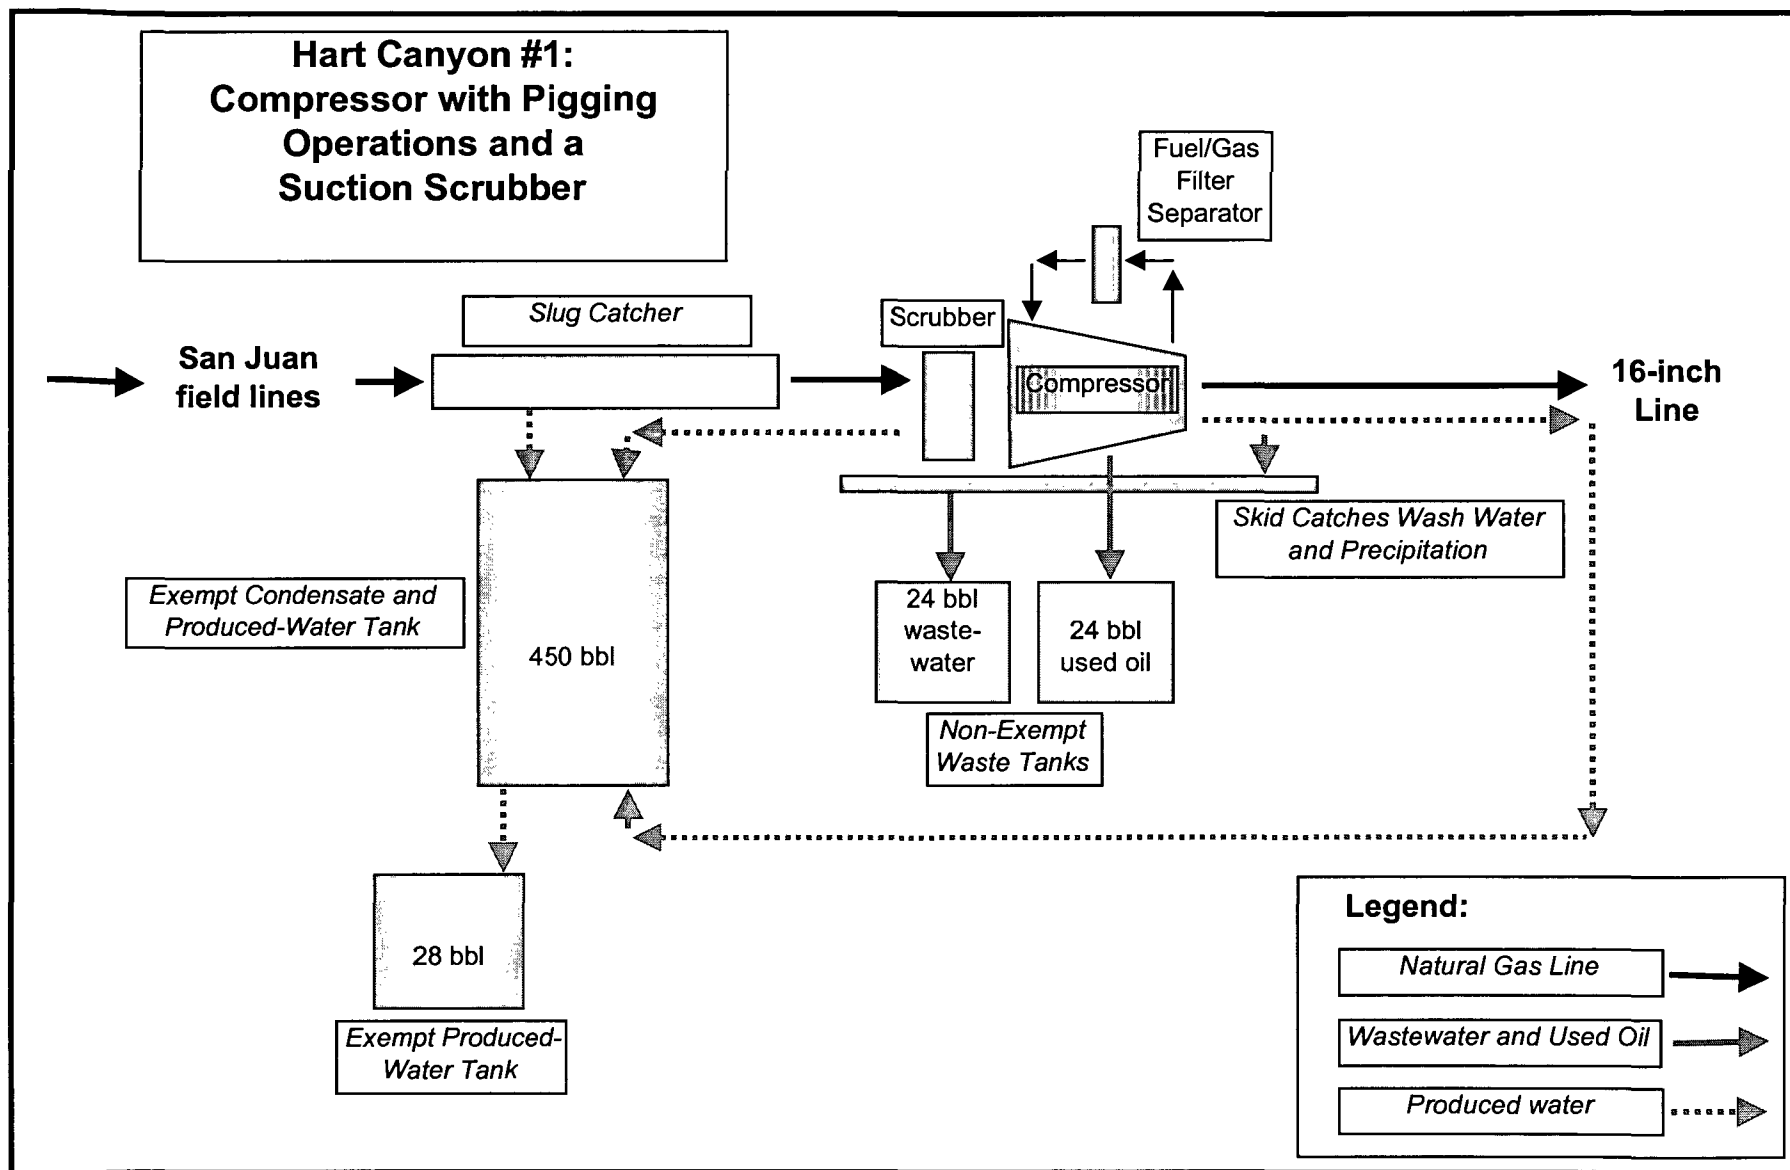 Hart Canyon #1:
Compressor with Pigging
Operations and a
Suction Scrubber
Fuel/Gas
Filter
Separator
Slug Catcher
Scrubber
San Juan
field lines
Compressor
16-inch
Line
Skid Catches Wash Water
and Precipitation
Exempt Condensate and
Produced-Water Tank
450 bbl
24 bbl
waste-
water
24 bbl
used oil
Non-Exempt
Waste Tanks
28 bbl
Exempt Produced-
Water Tank
Legend:
Natural Gas Line
Wastewater and Used Oil
Produced water